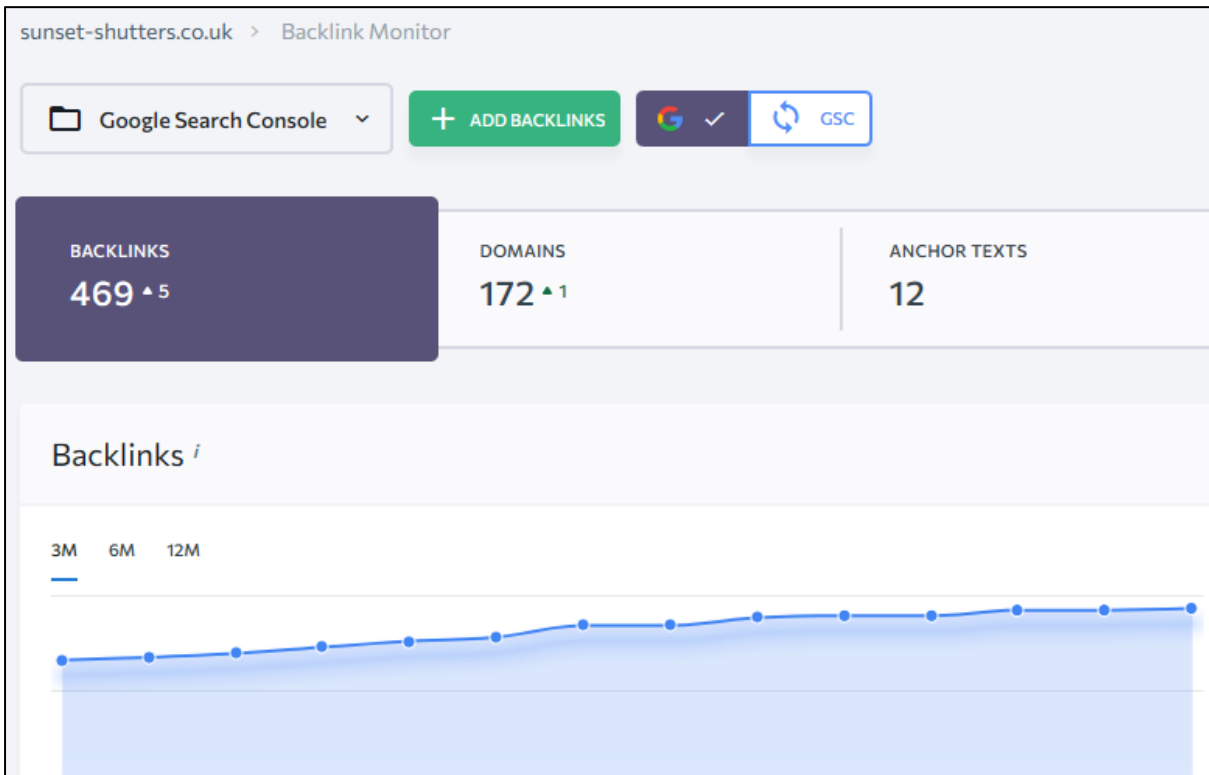 sunset-shutters.co.uk > Backlink Monitor
Google Search Console + ADD BACKLINKS GSC
BACKLINKS DOMAINS ANCHOR TEXTS
469 ▲ 5 172 ▲ 1 12
Backlinks i
3M 6M 12M